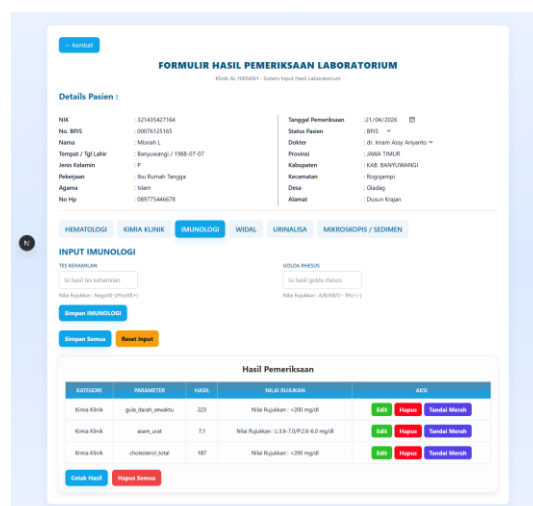 ← Kembali
FORMULIR HASIL PEMERIKSAAN LABORATORIUM
Klinik AL HIKMAH - Sistem Input Hasil Laboratorium
Details Pasien :
NIK : 321435427164 Tanggal Pemeriksaan :21/04/2026
No. BPJS : 00076125165 Status Pasien : BPJS
Nama : Misnah L Dokter : dr. Imam Assy Ariyanto
Tempat / Tgl Lahir : Banyuwangi / 1988-07-07 Provinsi : JAWA TIMUR
Jenis Kelamin : P Kabupaten : KAB. BANYUWANGI
Pekerjaan : Ibu Rumah Tangga Kecamatan : Rogojampi
Agama : Islam Desa : Gladag
No Hp : 089775446678 Alamat : Dusun Krajan
HEMATOLOGI KIMIA KLINIK IMUNOLOGI WIDAL URINALISA MIKROSKOPIS / SEDIMEN
N
INPUT IMUNOLOGI
TES KEHAMILAN GOLDA RHESUS
Isi hasil tes kehamilan Isi hasil golda rhesus
Nilai Rujukan : Negatif(-)/Positif(+) Nilai Rujukan : A/B/AB/O - Rh(+/-)
Simpan IMUNOLOGI
Simpan Semua Reset Input
Hasil Pemeriksaan
KATEGORI PARAMETER HASIL NILAI RUJUKAN AKSI
Kimia Klinik gula_darah_sewaktu 223 Nilai Rujukan : <200 mg/dl Edit Hapus Tandai Merah
Kimia Klinik asam_urat 7,1 Nilai Rujukan : L:3.6-7.0/P:2.6-6.0 mg/dl Edit Hapus Tandai Merah
Kimia Klinik cholesterol_total 187 Nilai Rujukan : <200 mg/dl Edit Hapus Tandai Merah
Cetak Hasil Hapus Semua